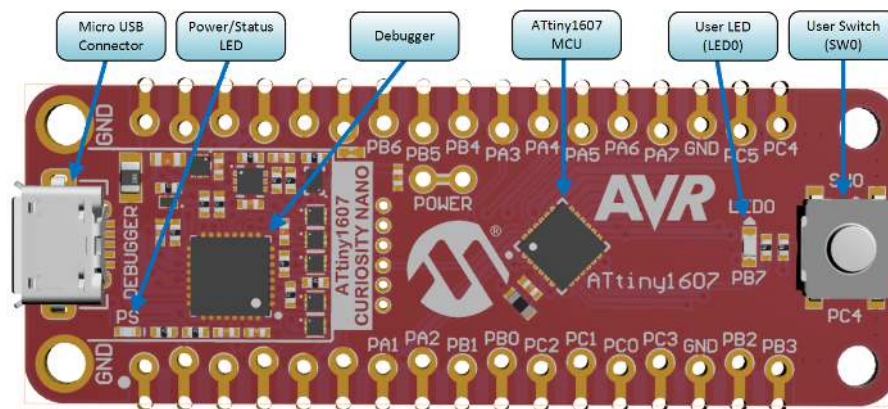 Micro USB
Connector
Power/Status
LED
Debugger
ATtiny1607
MCU
User LED
(LED0)
User Switch
(SW0)
GND
PB6
PB5
PB4
PA3
PA4
PA5
PA6
PA7
GND
PC5
PC4
DEBUGGER
PS
ATtiny1607
CURIOSITY NANO
POWER
®
AVR
ATtiny1607
LED0
PB7
SW0
PC4
GND
PA1
PA2
PB1
PB0
PC2
PC1
PC0
PC3
GND
PB2
PB3